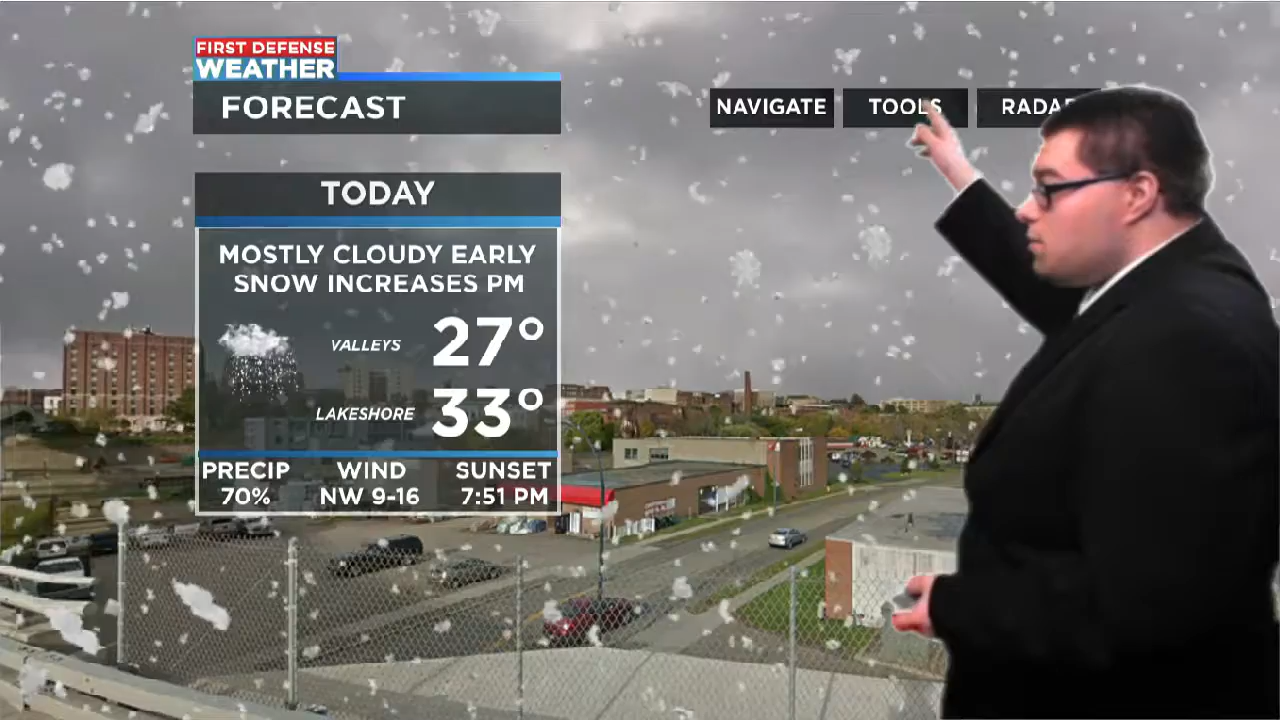 FIRST DEFENSE
WEATHER
FORECAST
NAVIGATE
TOOLS
RADAR
TODAY
MOSTLY CLOUDY EARLY
SNOW INCREASES PM
VALLEYS 27°
LAKESHORE 33°
PRECIP WIND SUNSET
70% NW 9-16 7:51 PM